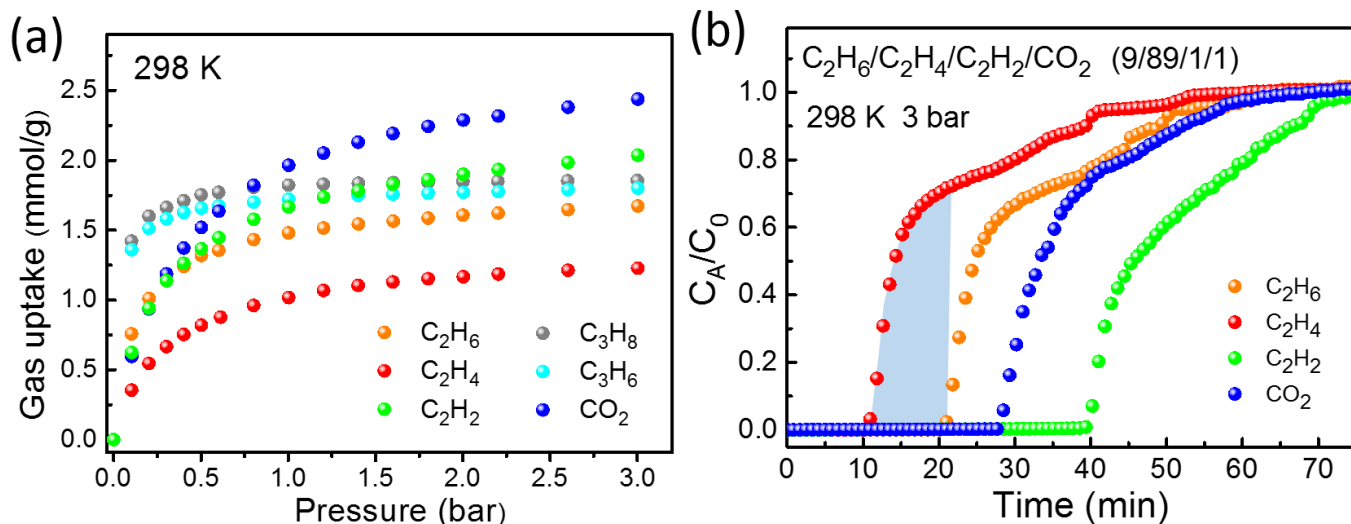 (a)
298 K
Gas uptake (mmol/g)
2.5
2.0
1.5
1.0
0.5
0.0
C₂H₆
C₂H₄
C₂H₂
C₃H₈
C₃H₆
CO₂
0.0 0.5 1.0 1.5 2.0 2.5 3.0
Pressure (bar)
(b)
C₂H₆/C₂H₄/C₂H₂/CO₂ (9/89/1/1)
298 K 3 bar
C_A/C₀
1.0
0.8
0.6
0.4
0.2
0.0
C₂H₆
C₂H₄
C₂H₂
CO₂
0 10 20 30 40 50 60 70
Time (min)